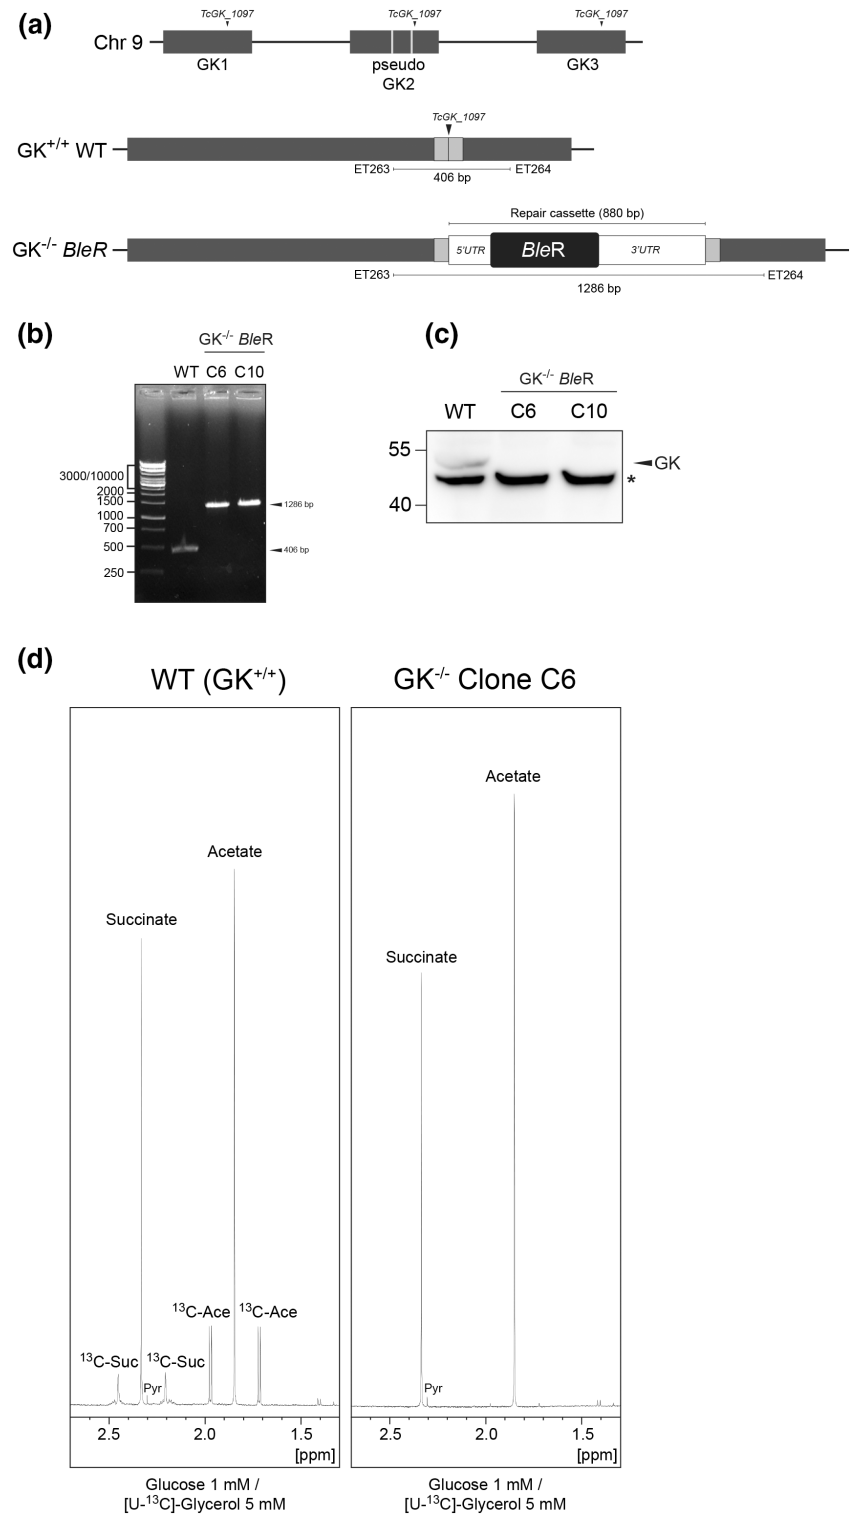 (a)
TcGK_1097 TcGK_1097 TcGK_1097
Chr 9
GK1 pseudo GK3
GK2
TcGK_1097
GK+/+ WT
ET263 ET264
406 bp
Repair cassette (880 bp)
GK-/- BleR 5'UTR BleR 3'UTR
ET263 ET264
1286 bp
(b)
GK-/- BleR
WT C6 C10
3000/10000
2000
1500
1000
700
500
250
1286 bp
406 bp
(c)
GK-/- BleR
WT C6 C10
55
GK
*
40
(d)
WT (GK+/+) GK-/- Clone C6
Acetate
Succinate
13C-Ace 13C-Ace
13C-Suc 13C-Suc
Pyr
2.5 2.0 1.5
[ppm]
Glucose 1 mM /
[U-13C]-Glycerol 5 mM
Acetate
Succinate
Pyr
2.5 2.0 1.5
[ppm]
Glucose 1 mM /
[U-13C]-Glycerol 5 mM